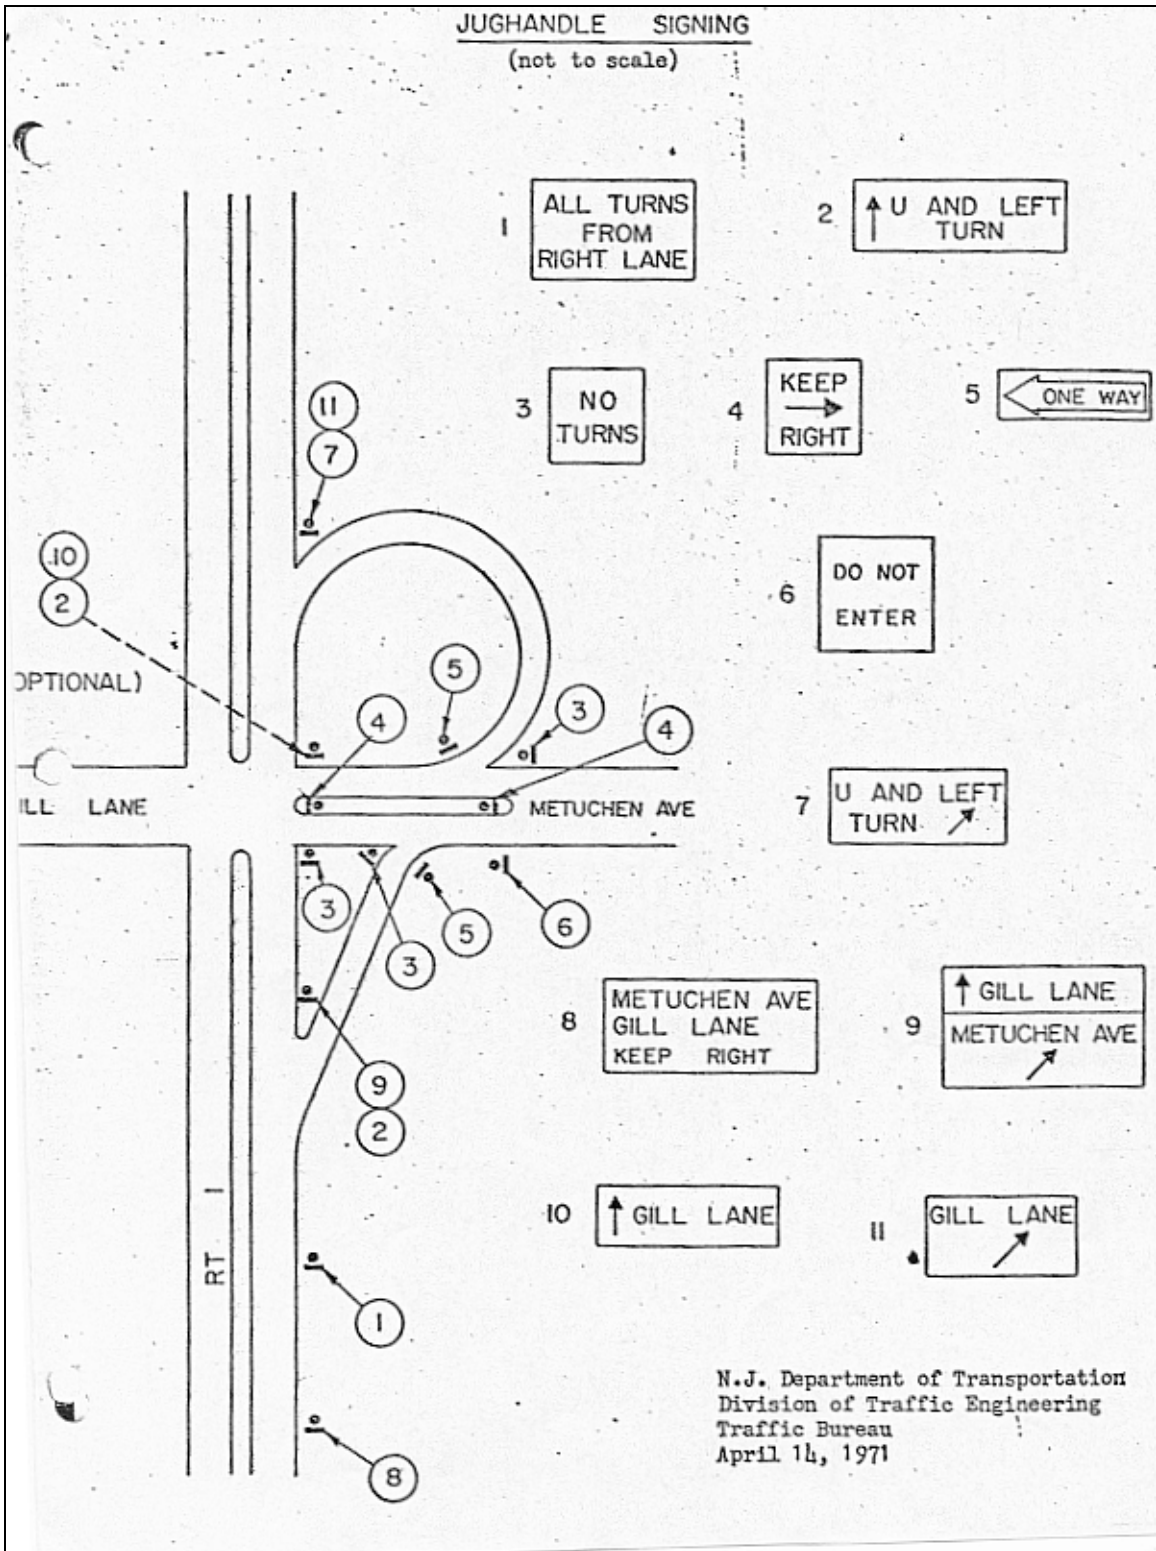 JUGHANDLE SIGNING
(not to scale)
1
ALL TURNS
FROM
RIGHT LANE
2
U AND LEFT
TURN
3
NO
TURNS
4
KEEP
RIGHT
5
ONE WAY
11
7
10
2
6
DO NOT
ENTER
OPTIONAL)
4
5
3
4
ILL LANE
METUCHEN AVE
7
U AND LEFT
TURN
3
3
5
6
8
METUCHEN AVE
GILL LANE
KEEP RIGHT
9
GILL LANE
METUCHEN AVE
9
2
RT 1
10
GILL LANE
11
GILL LANE
1
8
N.J. Department of Transportation
Division of Traffic Engineering
Traffic Bureau
April 14, 1971